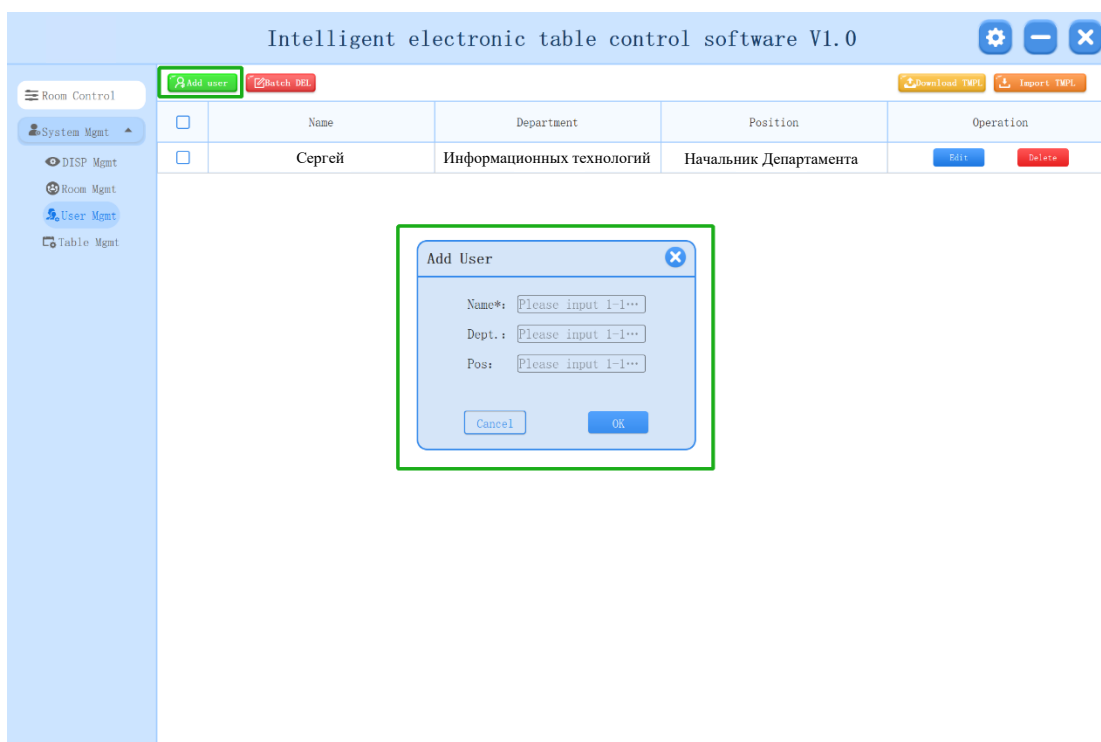 Intelligent electronic table control software V1.0
Room Control
System Mgmt
DISP Mgmt
Room Mgmt
User Mgmt
Table Mgmt
Add user Batch DEL Download TMPL Import TMPL
Name Department Position Operation
Сергей Информационных технологий Начальник Департамента Edit Delete
Add User
Name*: Please input 1-1…
Dept.: Please input 1-1…
Pos: Please input 1-1…
Cancel OK